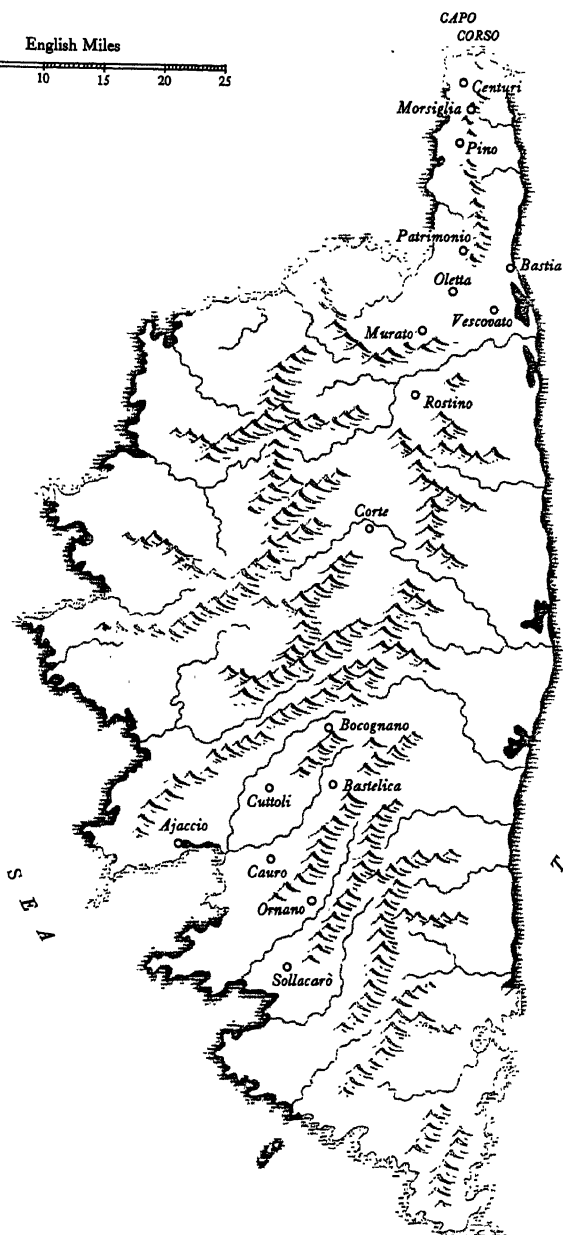 CAPO
CORSO
English Miles
10 15 20 25
Centuri
Morsiglia
Pino
Patrimonio
Bastia
Oletta
Vescovato
Murato
Rostino
Corte
Bocognano
Bastelica
Cuttoli
Ajaccio
Cauro
Ornano
Sollacarò
SEA
T